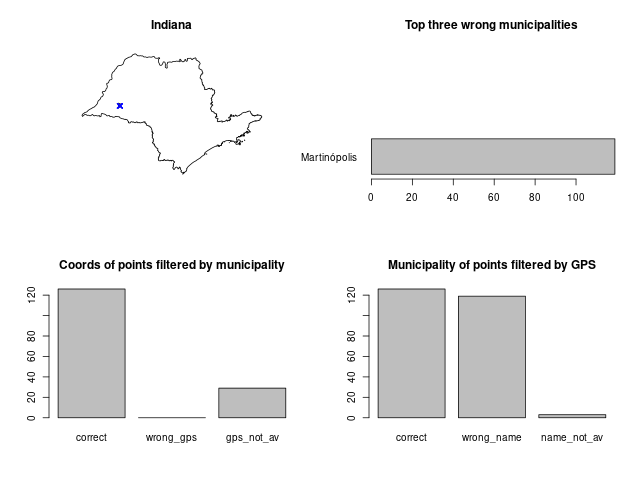 Indiana
Top three wrong municipalities
Martinópolis
0 20 40 60 80 100
Coords of points filtered by municipality
0 20 40 60 80 120
correct wrong_gps gps_not_av
Municipality of points filtered by GPS
0 20 40 60 80 120
correct wrong_name name_not_av